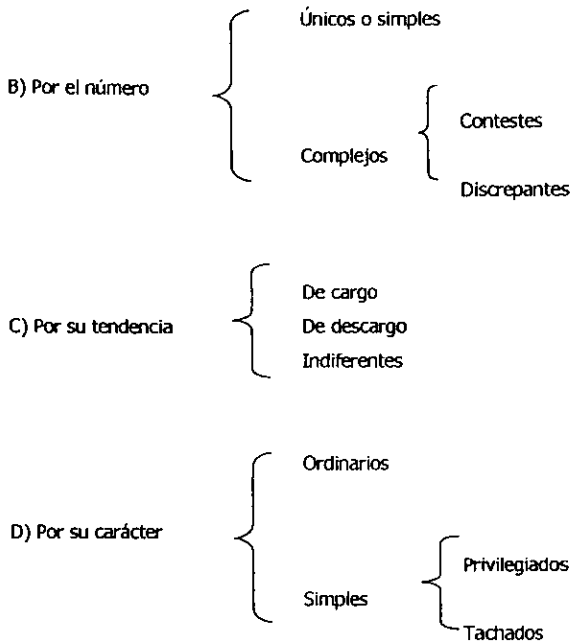 Únicos o simples
B) Por el número
Contestes
Complejos
Discrepantes
De cargo
C) Por su tendencia
De descargo
Indiferentes
Ordinarios
D) Por su carácter
Privilegiados
Simples
Tachados